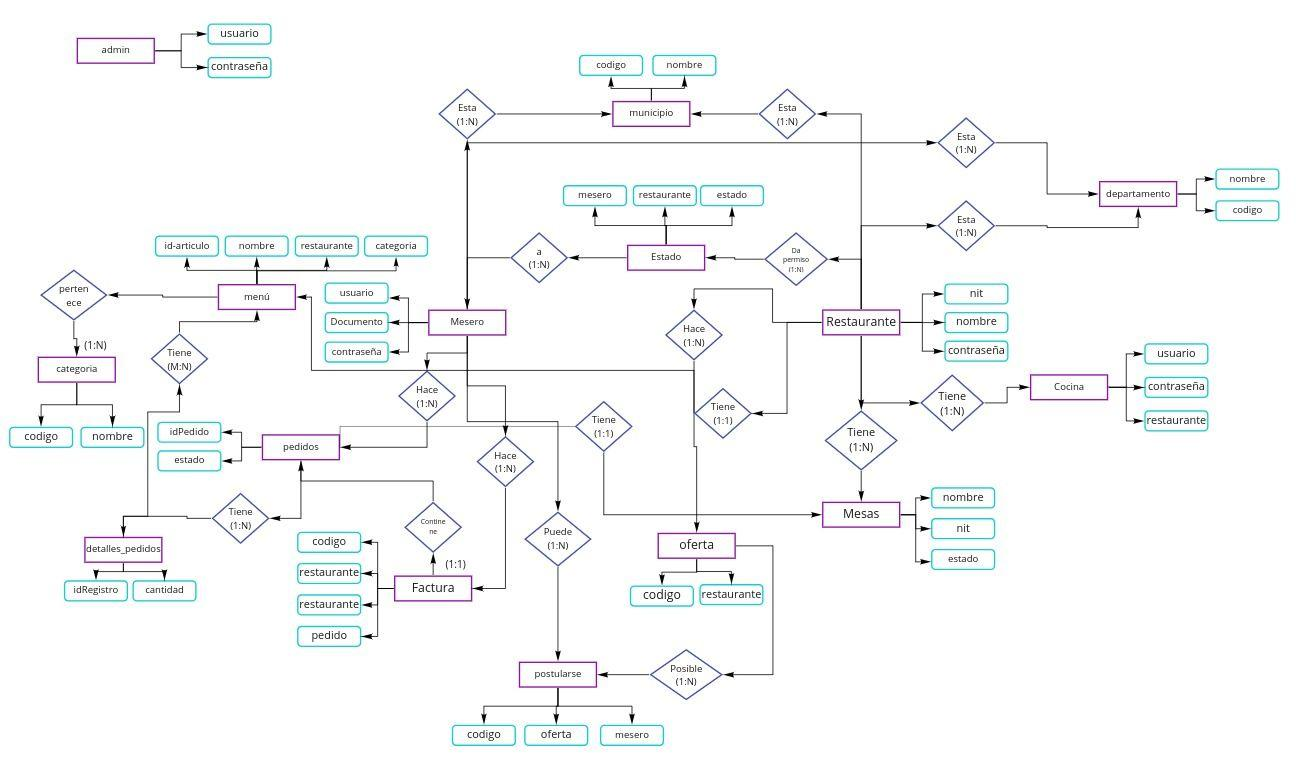 usuario
admin
contraseña
codigo
nombre
Esta
(1:N)
municipio
Esta
(1:N)
Esta
(1:N)
nombre
departamento
codigo
mesero
restaurante
estado
Esta
(1:N)
id-articulo
nombre
restaurante
categoria
a
(1:N)
Estado
Da
permiso
(1:N)
perten
ece
menú
usuario
Documento
contraseña
Mesero
Hace
(1:N)
Restaurante
nit
nombre
contraseña
(1:N)
Tiene
(M:N)
categoria
codigo
nombre
Hace
(1:N)
Tiene
(1:1)
Tiene
(1:1)
Tiene
(1:N)
Cocina
usuario
contraseña
restaurante
idPedido
estado
pedidos
Tiene
(1:N)
Hace
(1:N)
Mesas
nombre
nit
estado
Tiene
(1:N)
Contine
ne
Puede
(1:N)
oferta
detalles_pedidos
codigo
restaurante
restaurante
pedido
(1:1)
Factura
idRegistro
cantidad
codigo
restaurante
postularse
Posible
(1:N)
codigo
oferta
mesero